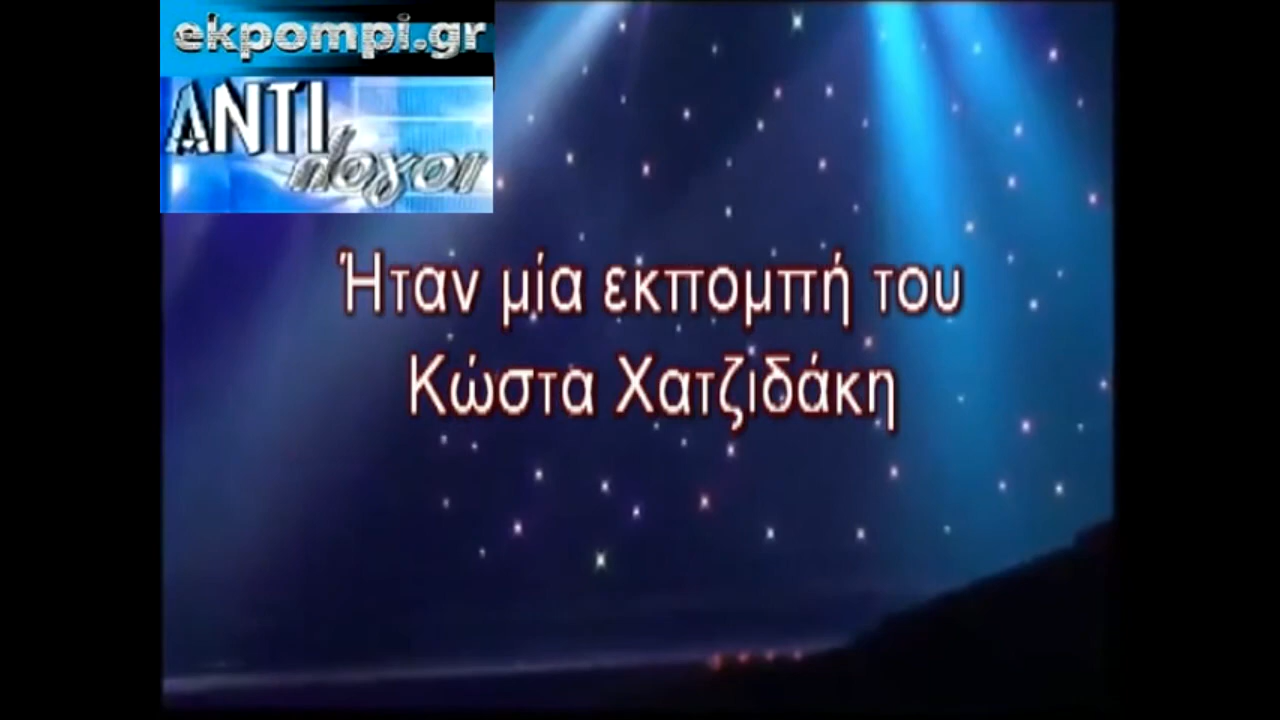 ekpompi.gr
ΑΝΤΙ
λογοι
Ήταν μία εκπομπή του
Κώστα Χατζιδάκη